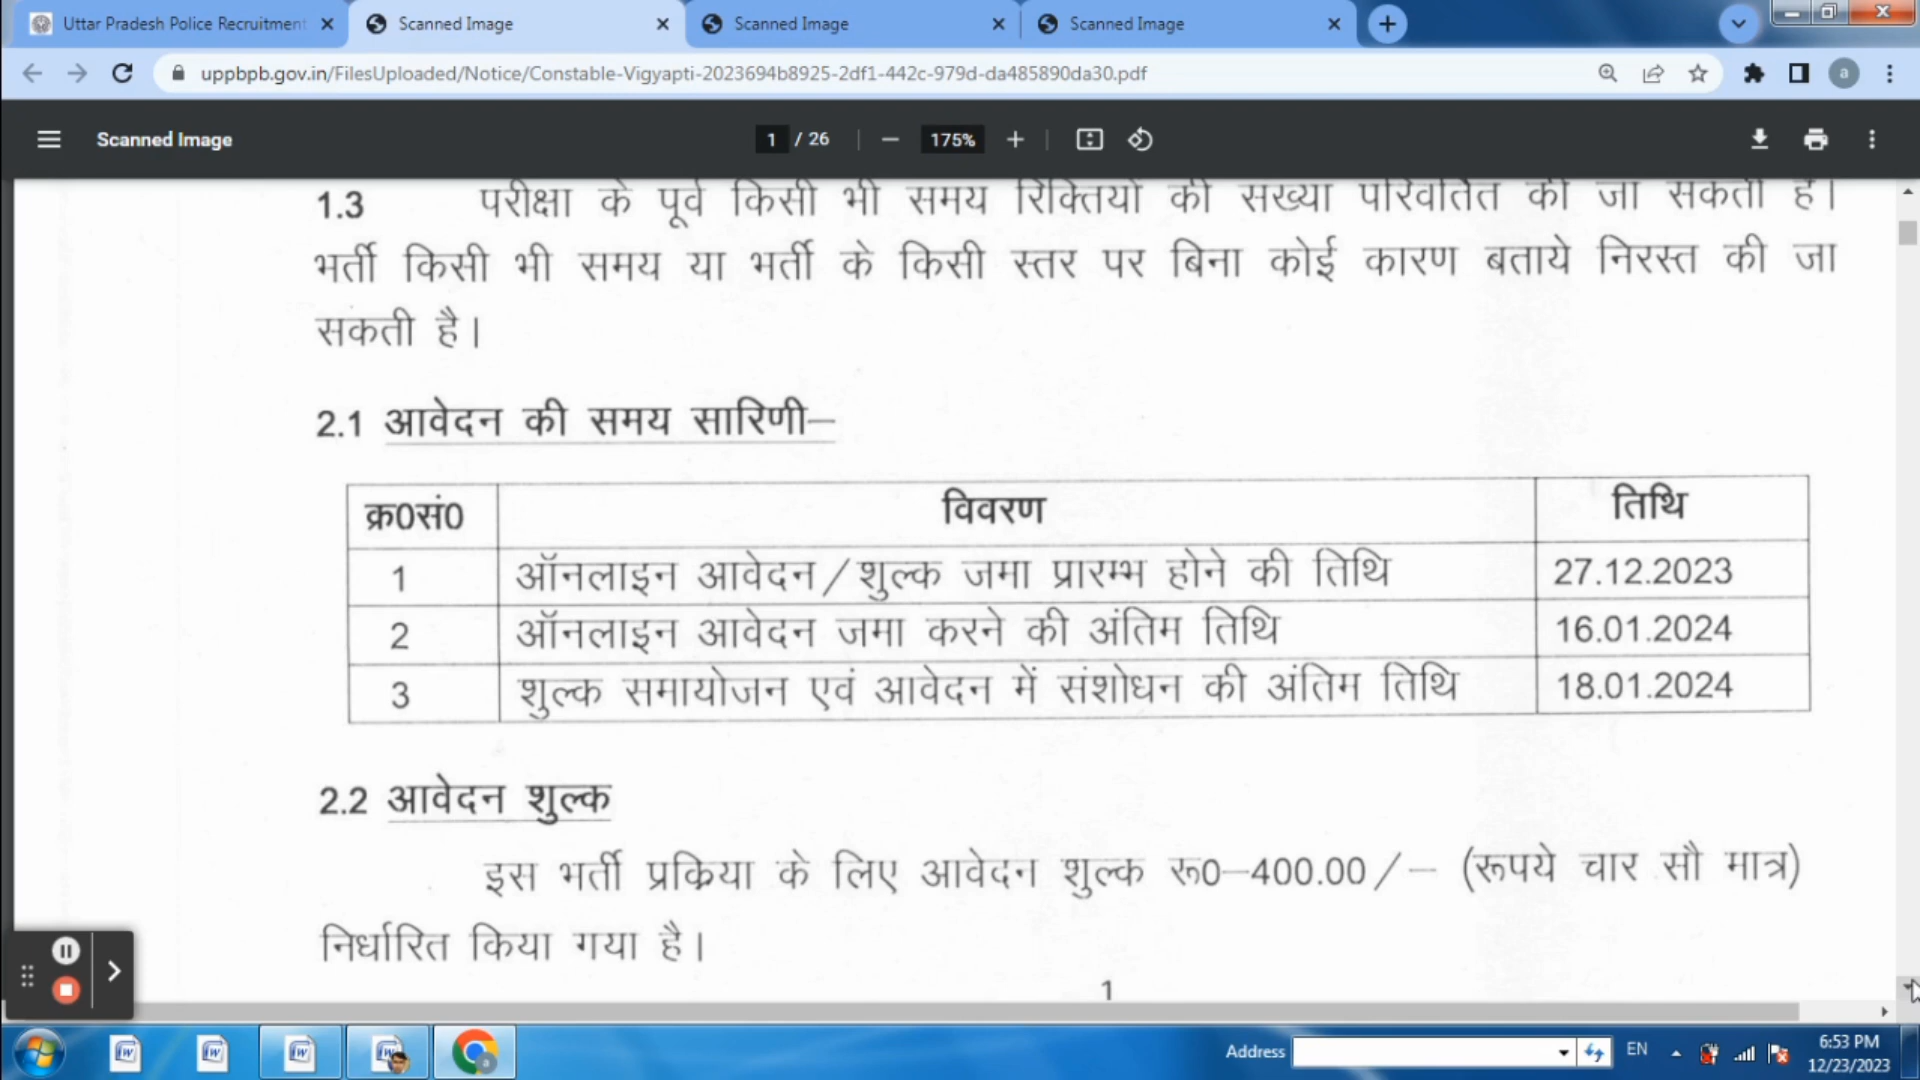 Uttar Pradesh Police Recruitment
Scanned Image
Scanned Image
Scanned Image
uppbpb.gov.in/FilesUploaded/Notice/Constable-Vigyapti-2023694b8925-2df1-442c-979d-da485890da30.pdf
a
Scanned Image
1 / 26
175%
1.3 परीक्षा के पूर्व किसी भी समय रिक्तियों की संख्या परिवर्तित की जा सकती है।
भर्ती किसी भी समय या भर्ती के किसी स्तर पर बिना कोई कारण बताये निरस्त की जा
सकती है।
2.1 आवेदन की समय सारिणी–
क्र0सं0 विवरण तिथि
1 ऑनलाइन आवेदन/शुल्क जमा प्रारम्भ होने की तिथि 27.12.2023
2 ऑनलाइन आवेदन जमा करने की अंतिम तिथि 16.01.2024
3 शुल्क समायोजन एवं आवेदन में संशोधन की अंतिम तिथि 18.01.2024
2.2 आवेदन शुल्क
इस भर्ती प्रक्रिया के लिए आवेदन शुल्क रू0–400.00/– (रूपये चार सौ मात्र)
निर्धारित किया गया है।
1
Address
EN
6:53 PM
12/23/2023